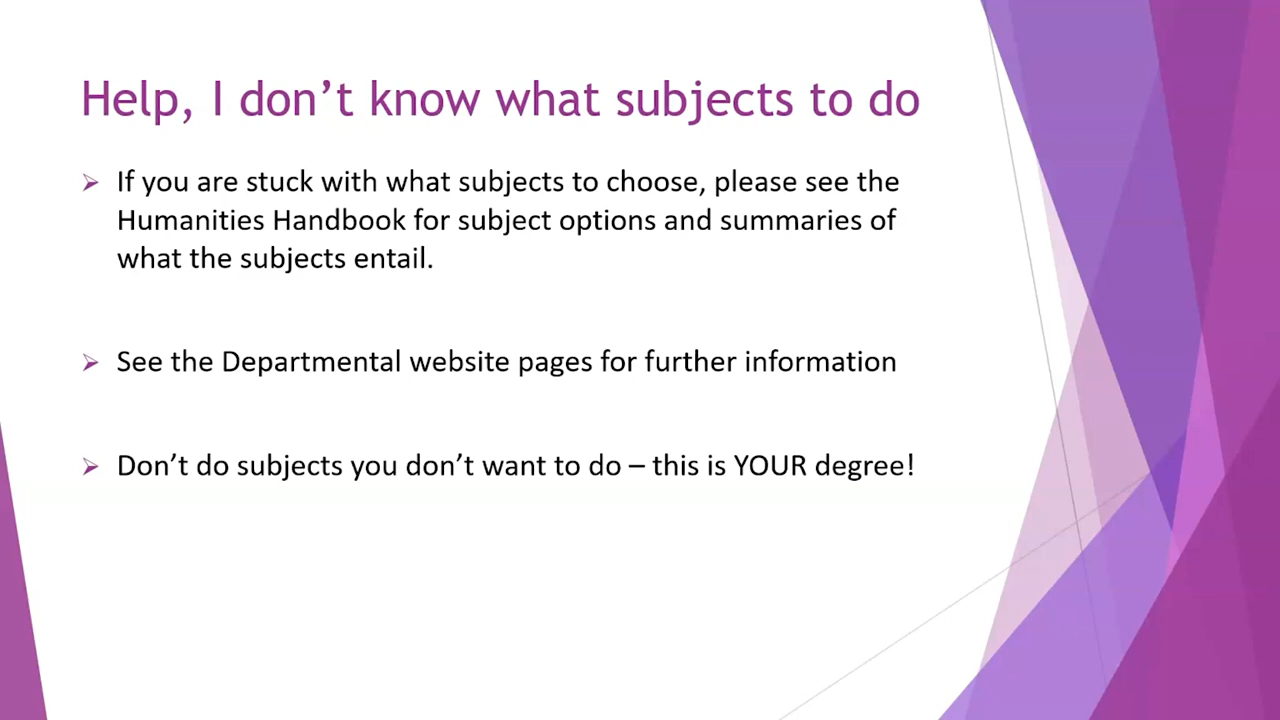 Help, I don’t know what subjects to do
If you are stuck with what subjects to choose, please see the
Humanities Handbook for subject options and summaries of
what the subjects entail.
See the Departmental website pages for further information
Don’t do subjects you don’t want to do – this is YOUR degree!